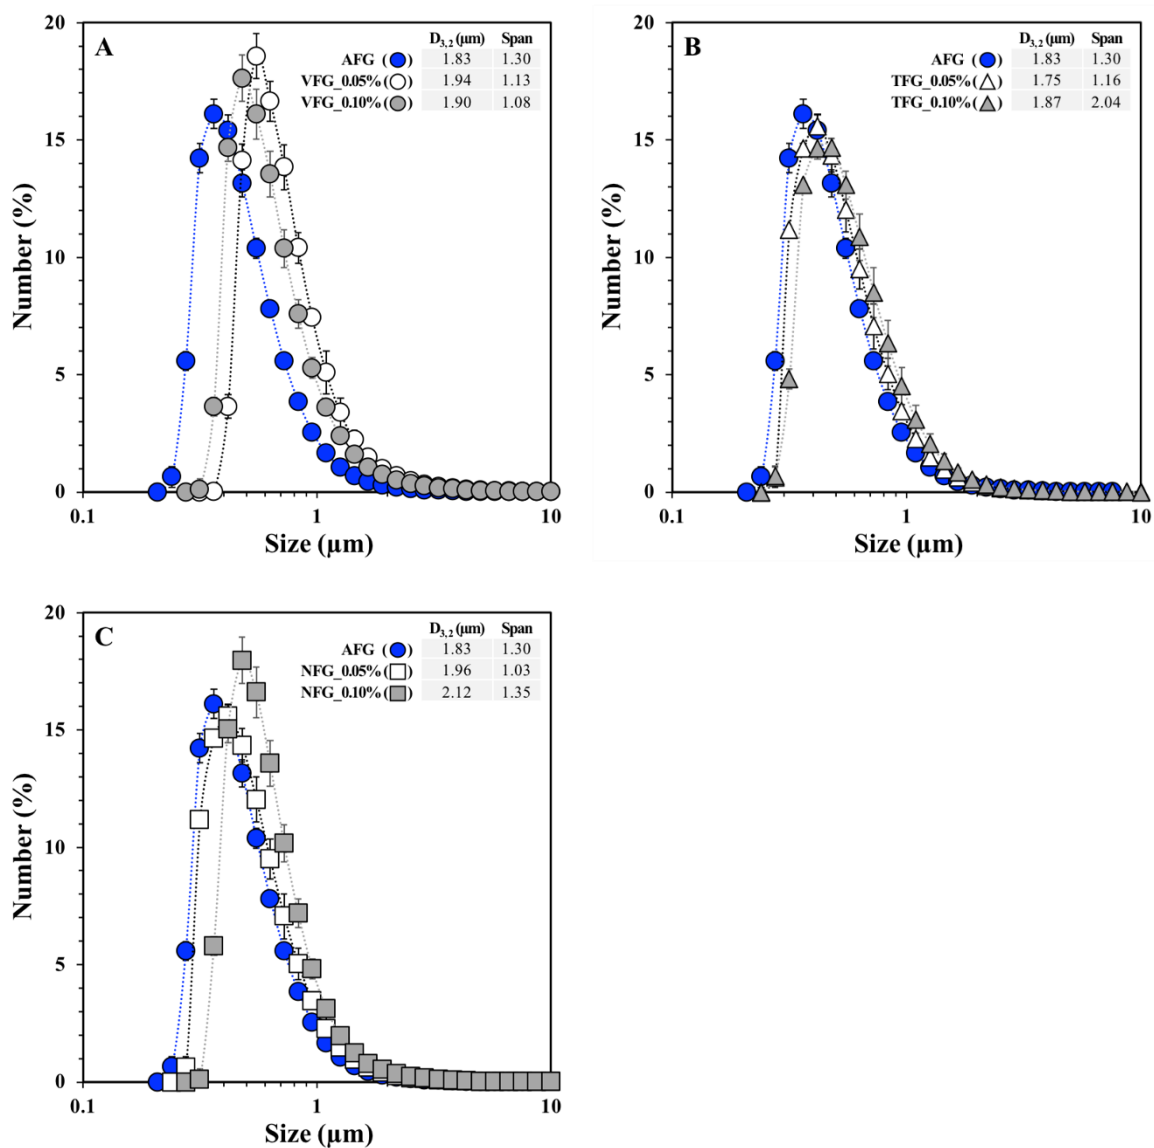 A
D3,2 (µm) Span
AFG ( ) 1.83 1.30
VFG_0.05% ( ) 1.94 1.13
VFG_0.10% ( ) 1.90 1.08
20
15
10
5
0
Number (%)
0.1 1 10
Size (µm)
B
D3,2 (µm) Span
AFG ( ) 1.83 1.30
TFG_0.05% ( ) 1.75 1.16
TFG_0.10% ( ) 1.87 2.04
20
15
10
5
0
Number (%)
0.1 1 10
Size (µm)
C
D3,2 (µm) Span
AFG ( ) 1.83 1.30
NFG_0.05% ( ) 1.96 1.03
NFG_0.10% ( ) 2.12 1.35
20
15
10
5
0
Number (%)
0.1 1 10
Size (µm)